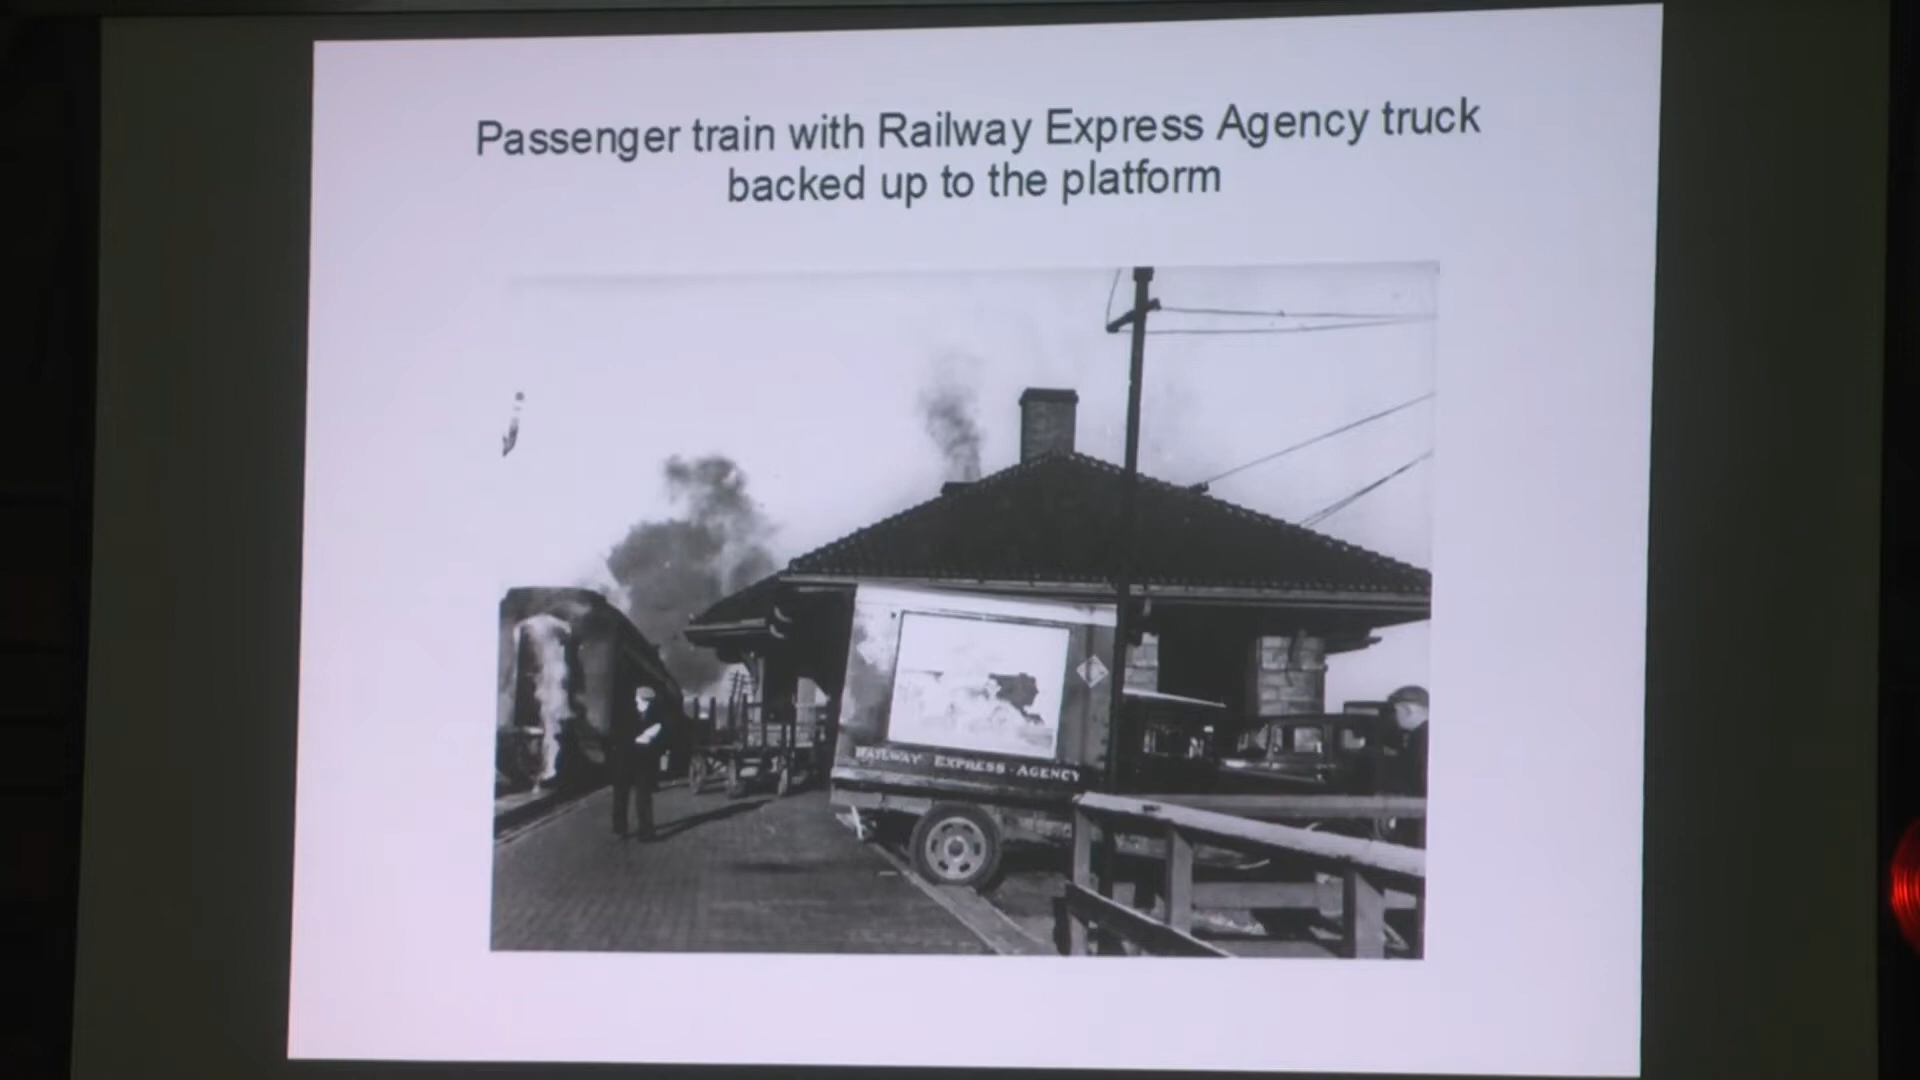 Passenger train with Railway Express Agency truck
backed up to the platform
RAILWAY EXPRESS AGENCY